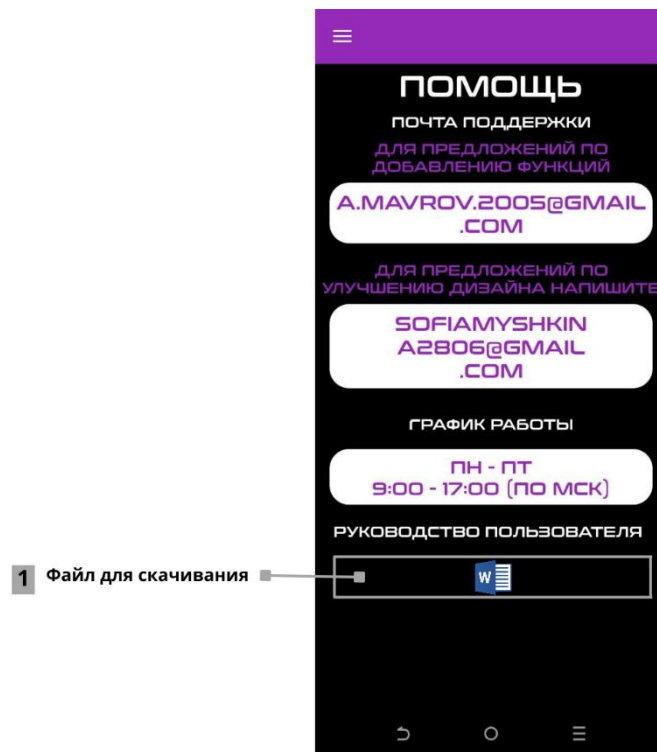 ПОМОЩЬ
ПОЧТА ПОДДЕРЖКИ
ДЛЯ ПРЕДЛОЖЕНИЙ ПО
ДОБАВЛЕНИЮ ФУНКЦИЙ
A.MAVROV.2005@GMAIL
.COM
ДЛЯ ПРЕДЛОЖЕНИЙ ПО
УЛУЧШЕНИЮ ДИЗАЙНА НАПИШИТЕ
SOFIAMYSHKIN
A2806@GMAIL
.COM
ГРАФИК РАБОТЫ
ПН - ПТ
9:00 - 17:00 (ПО МСК)
РУКОВОДСТВО ПОЛЬЗОВАТЕЛЯ
1 Файл для скачивания
W